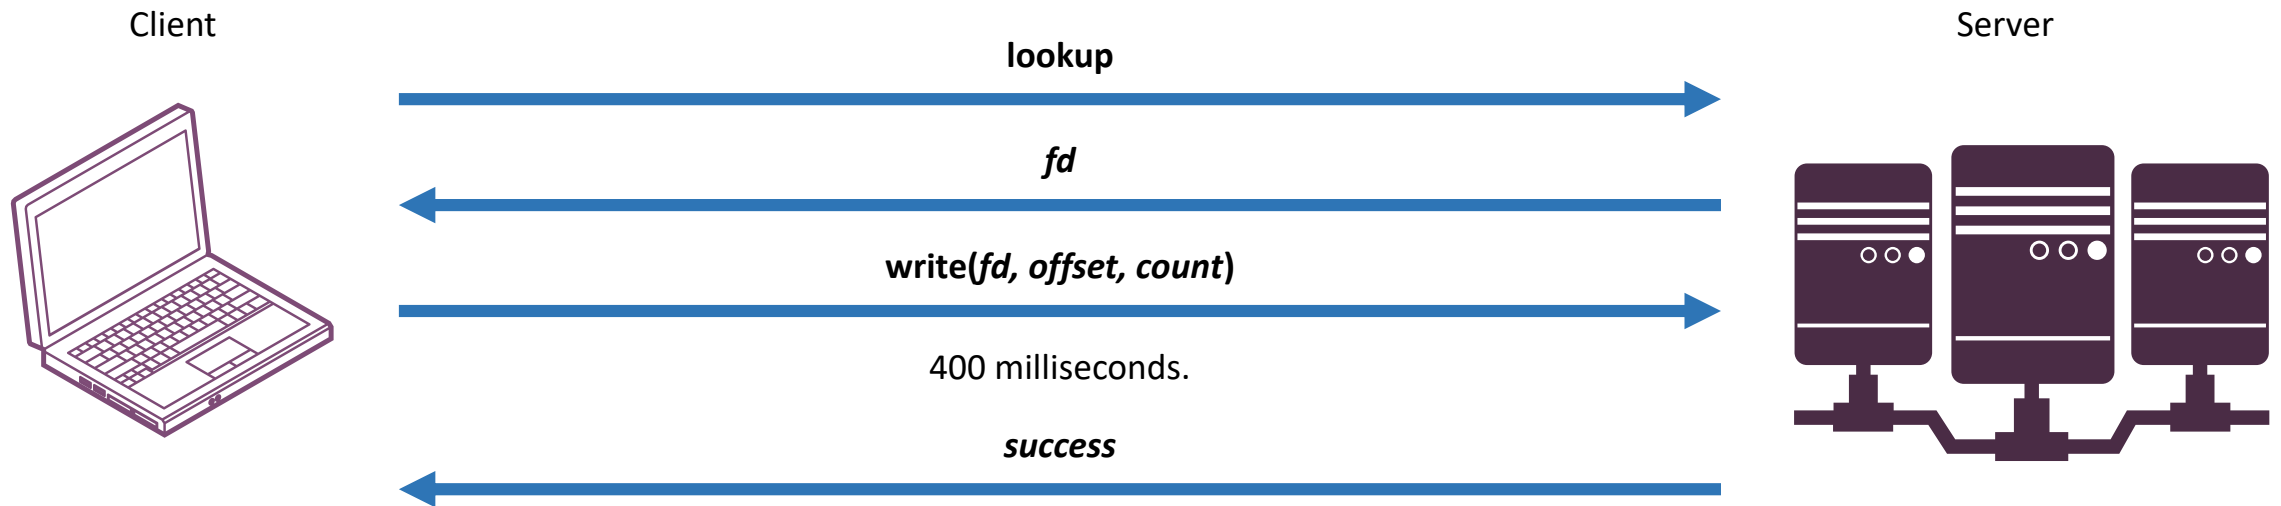 Client
Server
lookup
fd
write(fd, offset, count)
400 milliseconds.
success